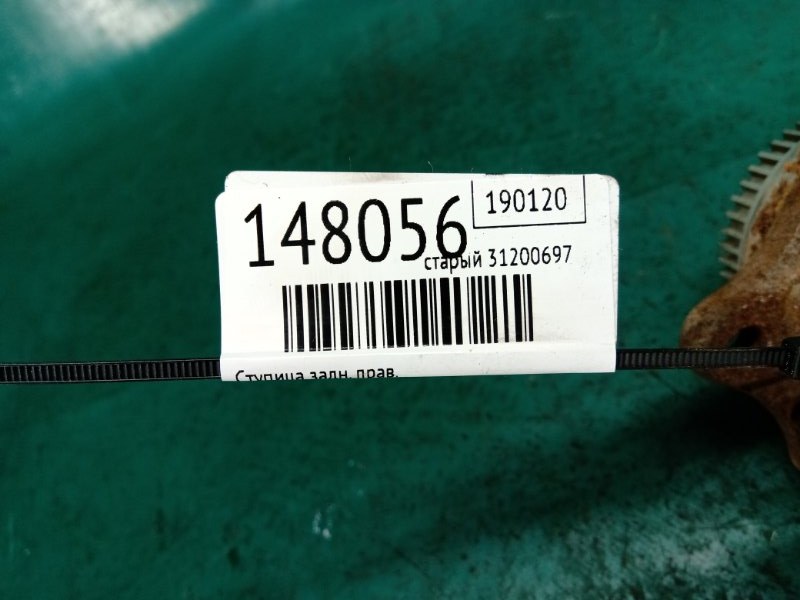 148056
190120
старый 31200697
Ступица задн. прав.